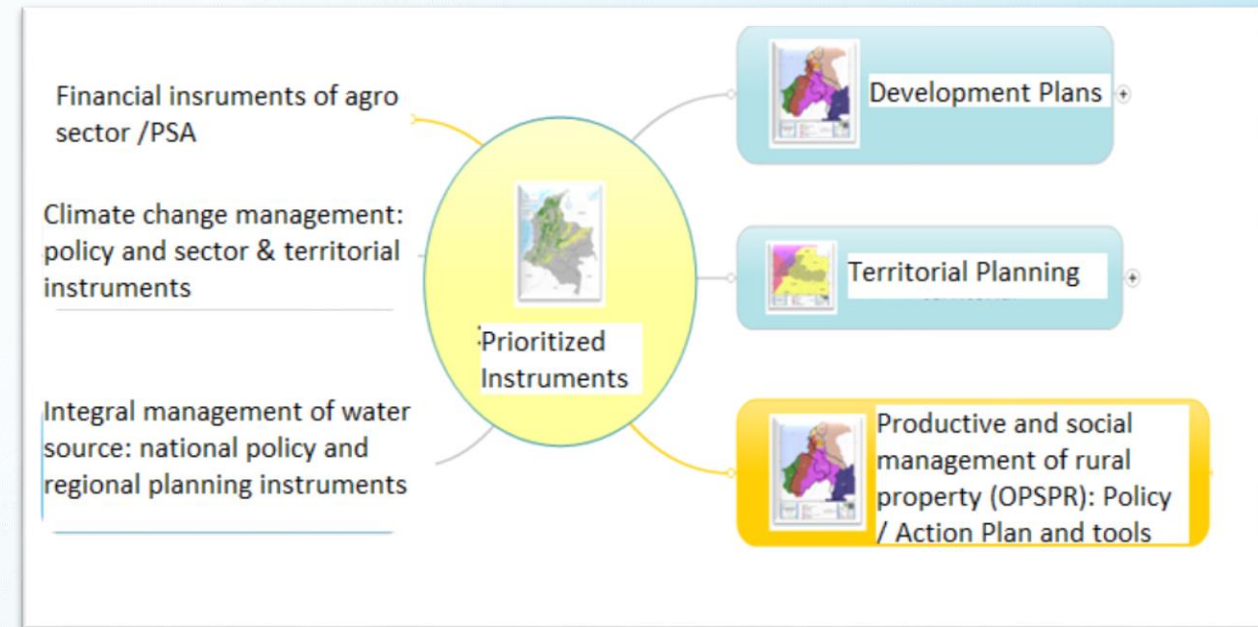 Financial insruments of agro
sector /PSA
Climate change management:
policy and sector & territorial
instruments
Integral management of water
source: national policy and
regional planning instruments
Prioritized
Instruments
Development Plans
Territorial Planning
Productive and social
management of rural
property (OPSPR): Policy
/ Action Plan and tools